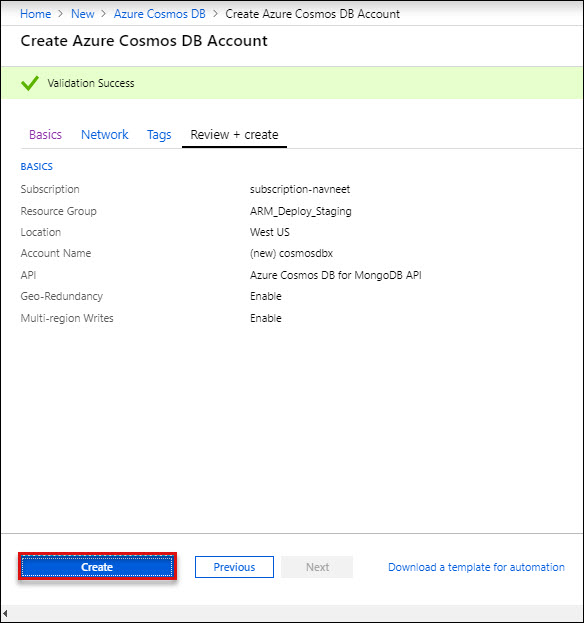 Home > New > Azure Cosmos DB > Create Azure Cosmos DB Account
Create Azure Cosmos DB Account
Validation Success
Basics Network Tags Review + create
BASICS
Subscription subscription-navneet
Resource Group ARM_Deploy_Staging
Location West US
Account Name (new) cosmosdbx
API Azure Cosmos DB for MongoDB API
Geo-Redundancy Enable
Multi-region Writes Enable
Create Previous Next Download a template for automation